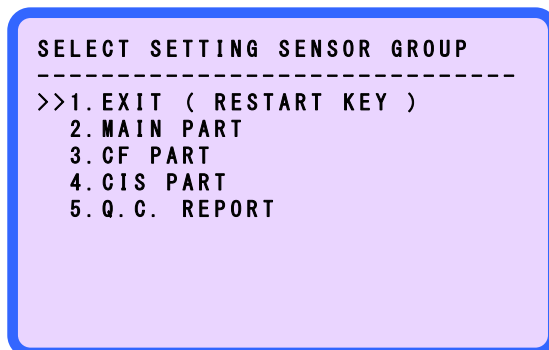 SELECT SETTING SENSOR GROUP
------------------------------
>>1.EXIT ( RESTART KEY )
2.MAIN PART
3.CF PART
4.CIS PART
5.Q.C. REPORT